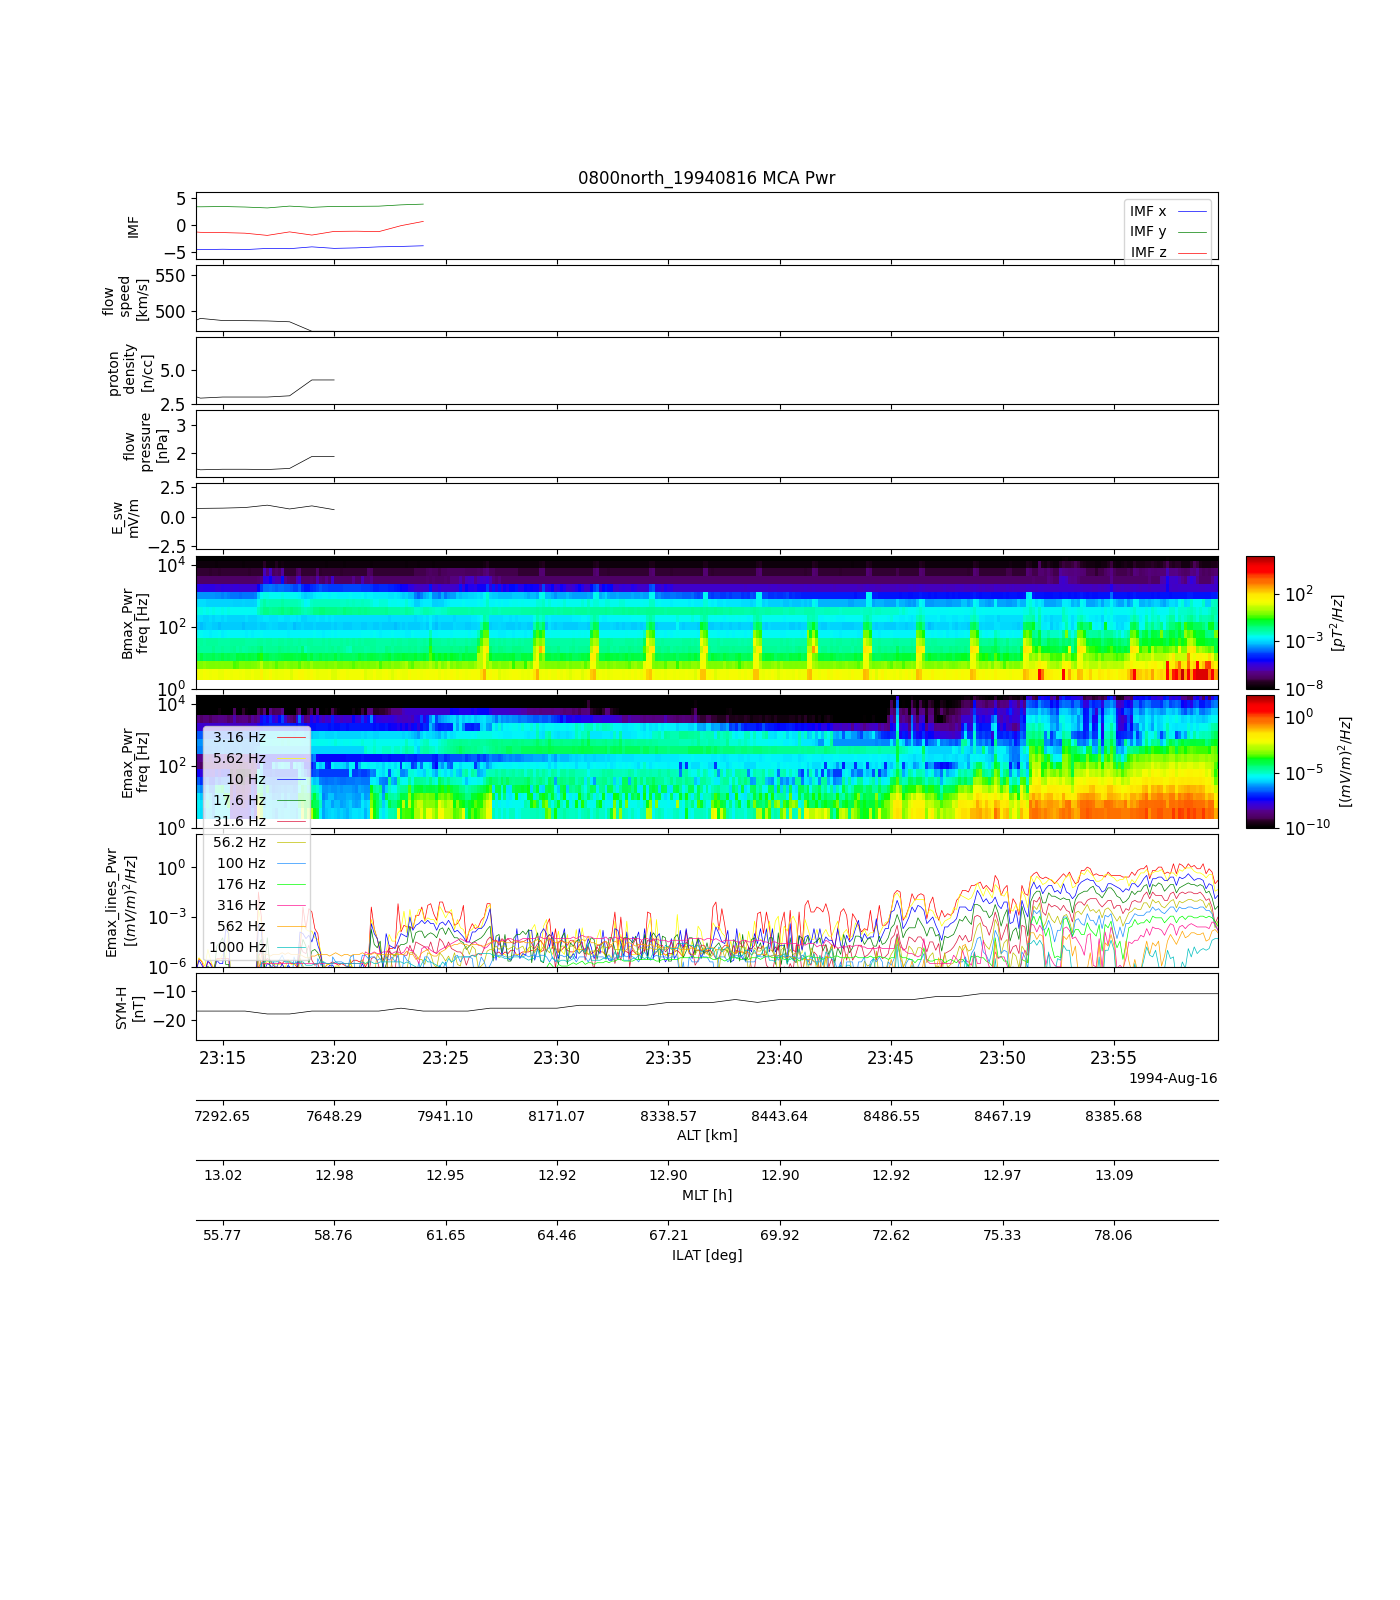 0800north_19940816 MCA Pwr
IMF
5
0
−5
IMF x
IMF y
IMF z
flow speed [km/s]
550
500
proton density [n/cc]
5.0
2.5
flow pressure [nPa]
3
2
E_sw mV/m
2.5
0.0
−2.5
Bmax_Pwr freq [Hz]
10^4
10^2
10^0
10^2
10^−3
10^−8
[pT^2/Hz]
Emax_Pwr freq [Hz]
10^4
10^2
10^0
10^0
10^−5
10^−10
[(mV/m)^2/Hz]
3.16 Hz
5.62 Hz
10 Hz
17.6 Hz
31.6 Hz
56.2 Hz
100 Hz
176 Hz
316 Hz
562 Hz
1000 Hz
Emax_lines_Pwr [(mV/m)^2/Hz]
10^0
10^−3
10^−6
SYM-H [nT]
−10
−20
23:15 23:20 23:25 23:30 23:35 23:40 23:45 23:50 23:55
1994-Aug-16
7292.65 7648.29 7941.10 8171.07 8338.57 8443.64 8486.55 8467.19 8385.68
ALT [km]
13.02 12.98 12.95 12.92 12.90 12.90 12.92 12.97 13.09
MLT [h]
55.77 58.76 61.65 64.46 67.21 69.92 72.62 75.33 78.06
ILAT [deg]